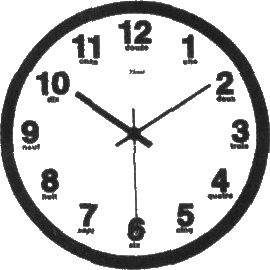 12
douze
1
une
2
deux
3
trois
4
quatre
5
cinq
6
six
7
sept
8
huit
9
neuf
10
dix
11
onze